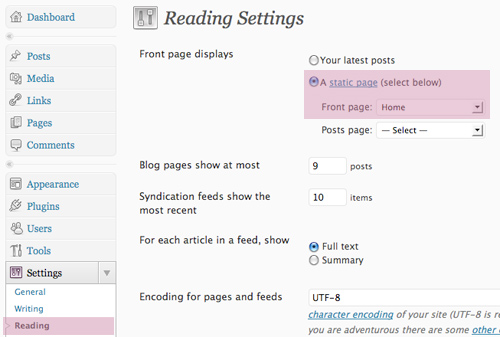 Dashboard
Posts
Media
Links
Pages
Comments
Appearance
Plugins
Users
Tools
Settings
General
Writing
Reading
Reading Settings
Front page displays
Your latest posts
A static page (select below)
Front page: Home
Posts page: — Select —
Blog pages show at most 9 posts
Syndication feeds show the
most recent
10 items
For each article in a feed, show
Full text
Summary
Encoding for pages and feeds UTF-8
character encoding of your site (UTF-8 is
you are adventurous there are some other